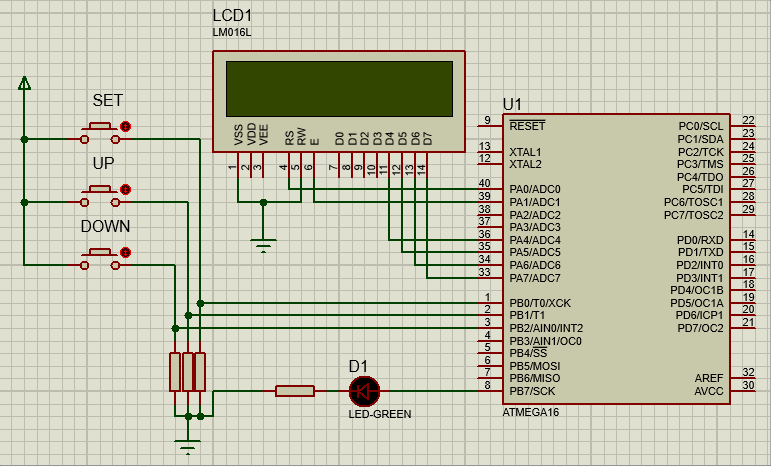 LCD1
LM016L
SET
UP
DOWN
VSS
VDD
VEE
RS
RW
E
D0
D1
D2
D3
D4
D5
D6
D7
1
2
3
4
5
6
7
8
9
10
11
12
13
14
U1
9 RESET
13 XTAL1
12 XTAL2
40 PA0/ADC0
39 PA1/ADC1
38 PA2/ADC2
37 PA3/ADC3
36 PA4/ADC4
35 PA5/ADC5
34 PA6/ADC6
33 PA7/ADC7
1 PB0/T0/XCK
2 PB1/T1
3 PB2/AIN0/INT2
4 PB3/AIN1/OC0
5 PB4/SS
6 PB5/MOSI
7 PB6/MISO
8 PB7/SCK
PC0/SCL 22
PC1/SDA 23
PC2/TCK 24
PC3/TMS 25
PC4/TDO 26
PC5/TDI 27
PC6/TOSC1 28
PC7/TOSC2 29
PD0/RXD 14
PD1/TXD 15
PD2/INT0 16
PD3/INT1 17
PD4/OC1B 18
PD5/OC1A 19
PD6/ICP1 20
PD7/OC2 21
AREF 32
AVCC 30
ATMEGA16
D1
LED-GREEN